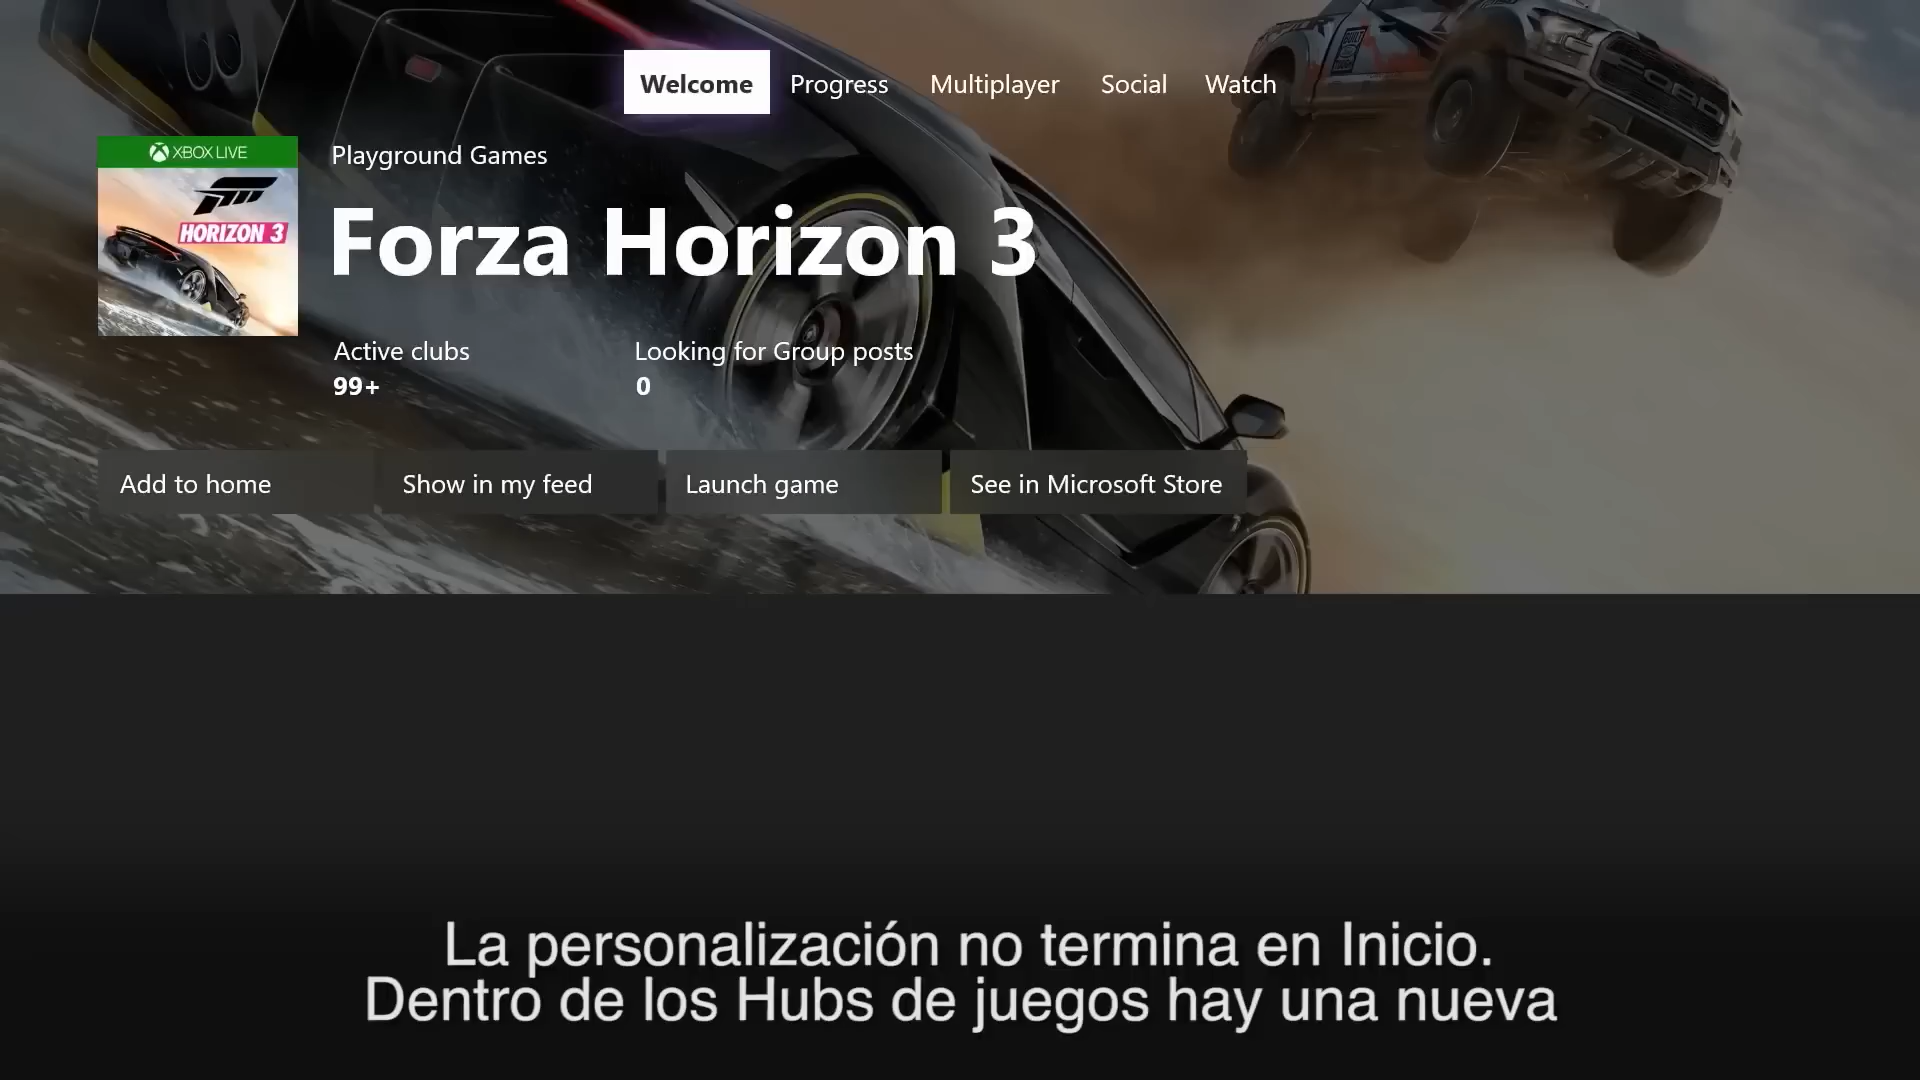 Welcome Progress Multiplayer Social Watch
XBOX LIVE
HORIZON 3
Playground Games
Forza Horizon 3
Active clubs
99+
Looking for Group posts
0
Add to home
Show in my feed
Launch game
See in Microsoft Store
FORD
La personalización no termina en Inicio.
Dentro de los Hubs de juegos hay una nueva